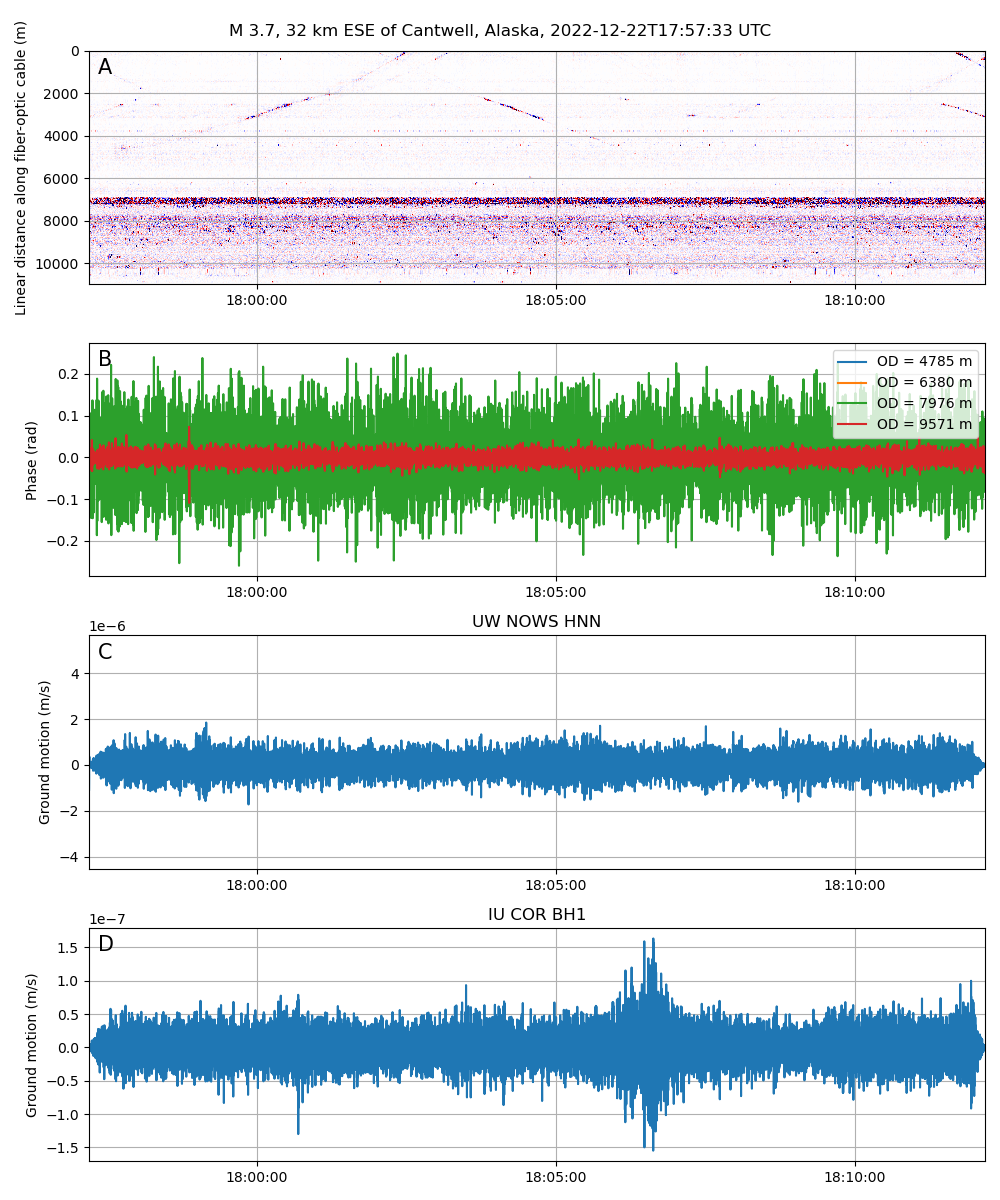 M 3.7, 32 km ESE of Cantwell, Alaska, 2022-12-22T17:57:33 UTC
Linear distance along fiber-optic cable (m)
A
0
2000
4000
6000
8000
10000
18:00:00
18:05:00
18:10:00
Phase (rad)
B
0.2
0.1
0.0
−0.1
−0.2
OD = 4785 m
OD = 6380 m
OD = 7976 m
OD = 9571 m
18:00:00
18:05:00
18:10:00
UW NOWS HNN
1e−6
Ground motion (m/s)
C
4
2
0
−2
−4
18:00:00
18:05:00
18:10:00
IU COR BH1
1e−7
Ground motion (m/s)
D
1.5
1.0
0.5
0.0
−0.5
−1.0
−1.5
18:00:00
18:05:00
18:10:00